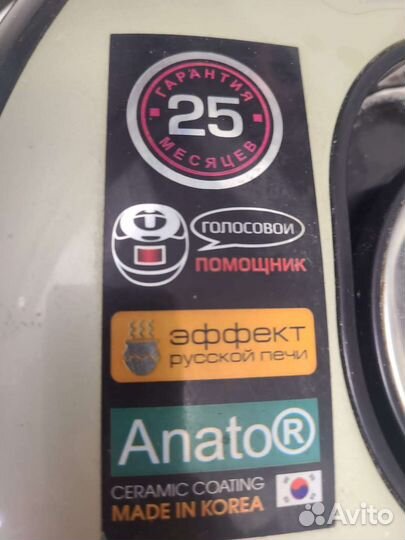 ГАРАНТИЯ
25
МЕСЯЦЕВ
ГОЛОСОВОЙ
ПОМОЩНИК
эффект
русской печи
Anato®
CERAMIC COATING
MADE IN KOREA
Avito